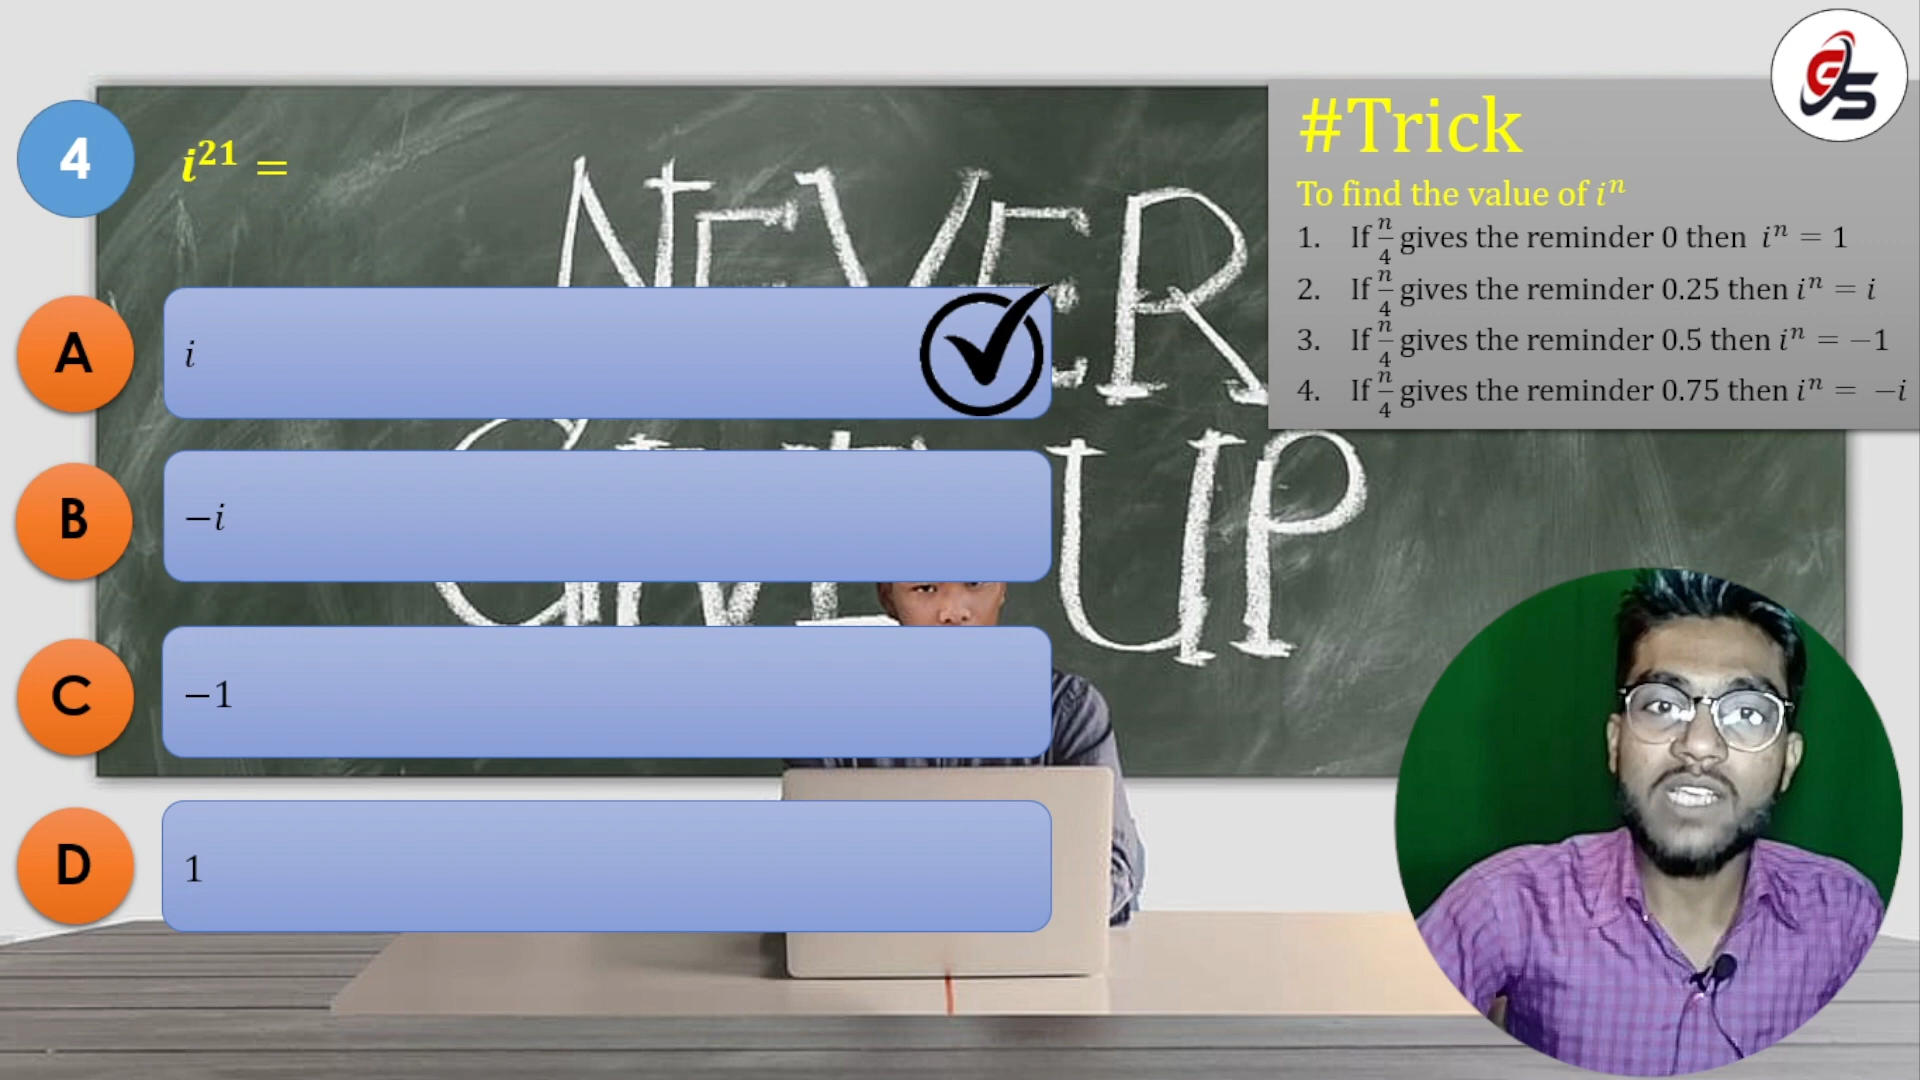 4
i²¹ =
NEVER
GIVE UP
A
i
B
−i
C
−1
D
1
#Trick
To find the value of iⁿ
1. If n/4 gives the reminder 0 then iⁿ = 1
2. If n/4 gives the reminder 0.25 then iⁿ = i
3. If n/4 gives the reminder 0.5 then iⁿ = −1
4. If n/4 gives the reminder 0.75 then iⁿ = −i
GS